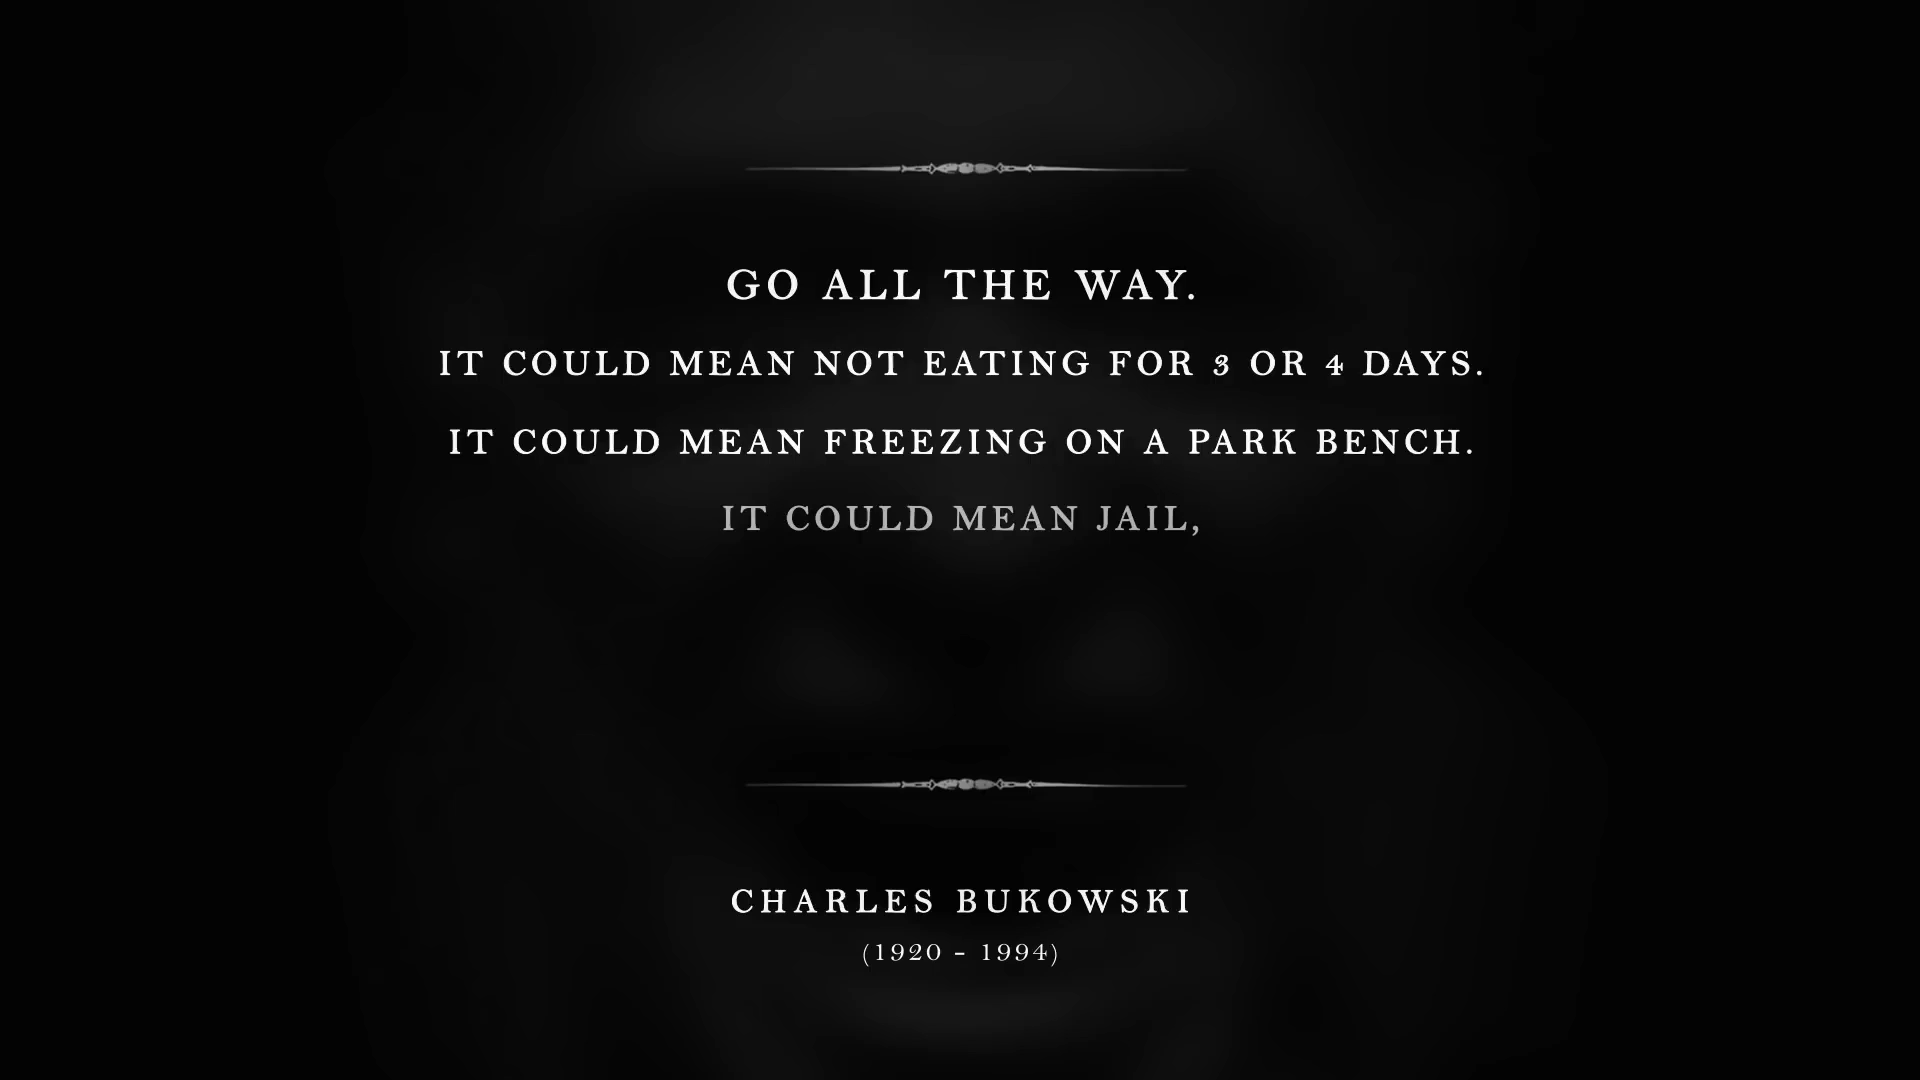 GO ALL THE WAY.
IT COULD MEAN NOT EATING FOR 3 OR 4 DAYS.
IT COULD MEAN FREEZING ON A PARK BENCH.
IT COULD MEAN JAIL,
CHARLES BUKOWSKI
(1920 - 1994)